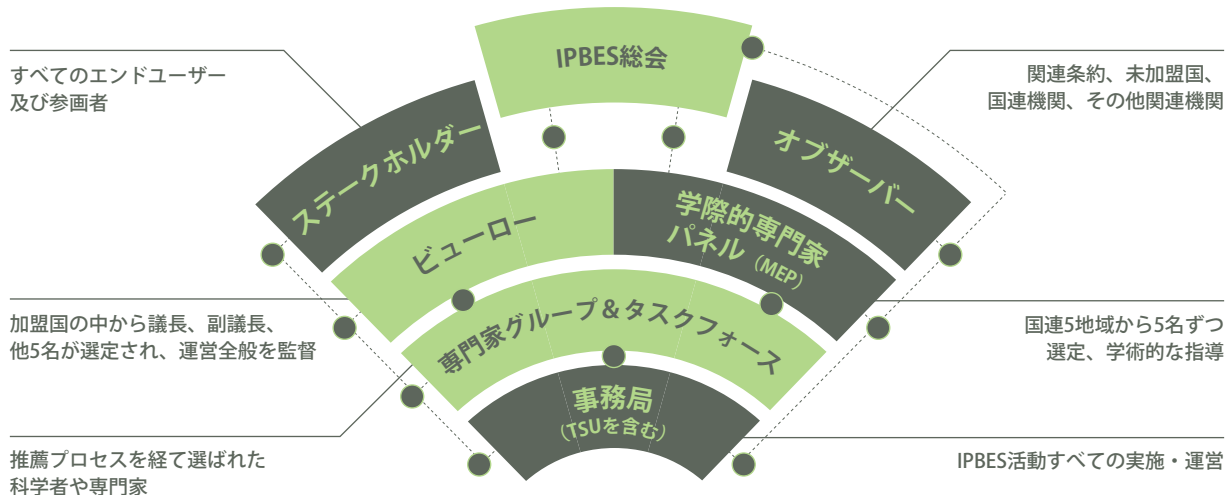 IPBES総会
すべてのエンドユーザー
及び参画者
ステークホルダー
オブザーバー
関連条約、未加盟国、
国連機関、その他関連機関
ビューロー
学際的専門家
パネル（MEP）
加盟国の中から議長、副議長、
他5名が選定され、運営全般を監督
専門家グループ＆タスクフォース
国連5地域から5名ずつ
選定、学術的な指導
事務局
(TSUを含む)
推薦プロセスを経て選ばれた
科学者や専門家
IPBES活動すべての実施・運営